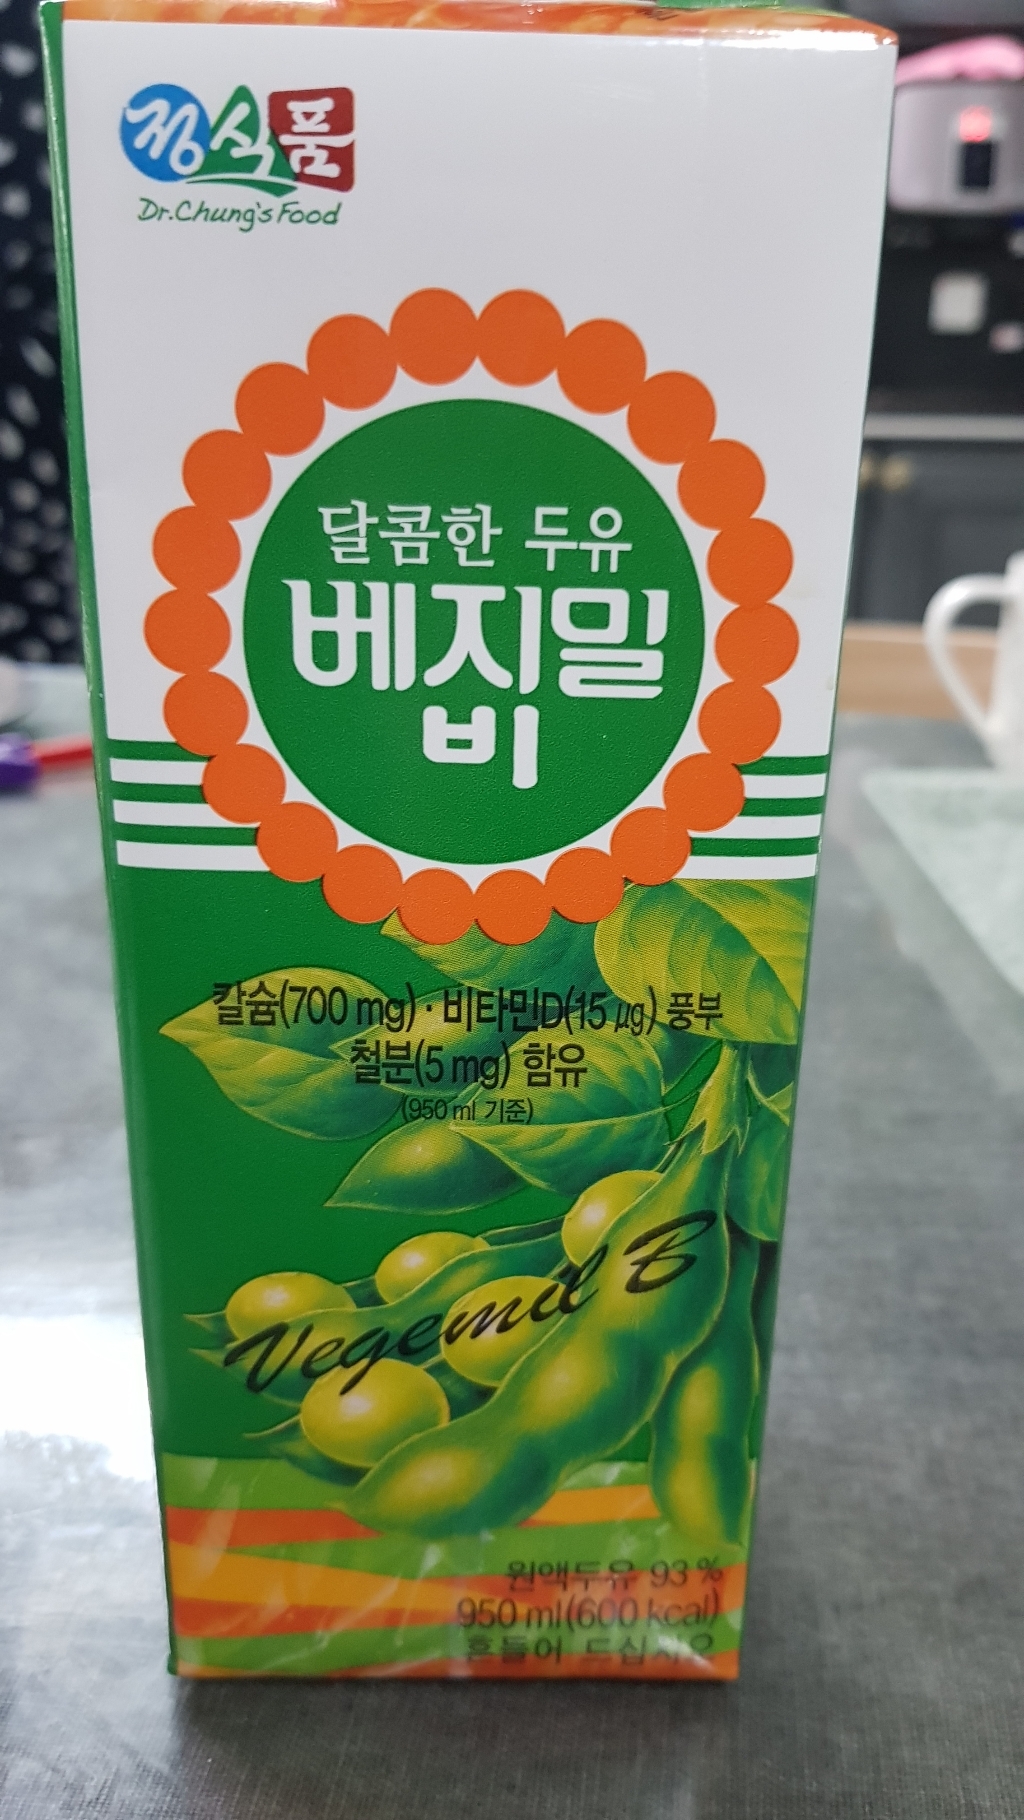 정식품
Dr.Chung's Food
달콤한 두유
베지밀
비
칼슘(700 mg)·비타민D(15 µg) 풍부
철분(5 mg) 함유
(950 ml 기준)
Vegemil B
원액두유 93 %
950 ml(600 kcal)
흔들어 드십시오